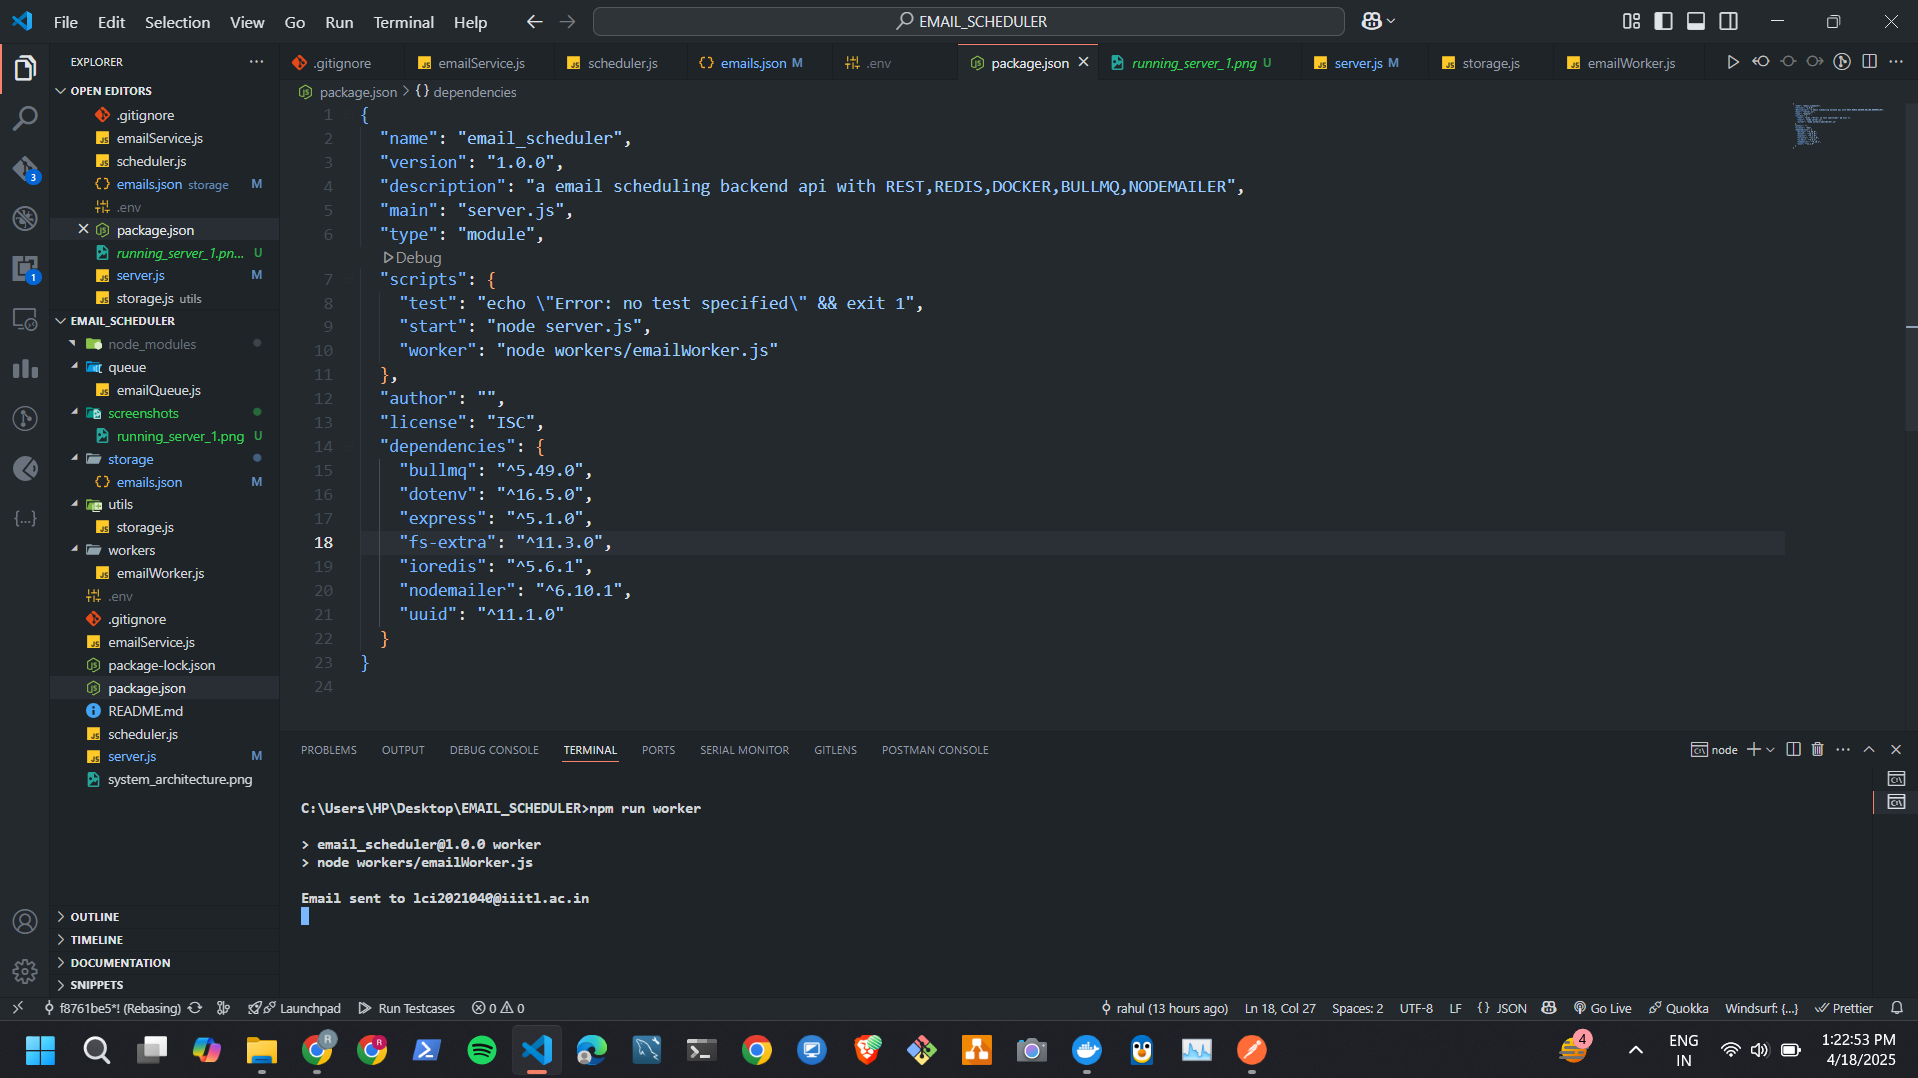 File Edit Selection View Go Run Terminal Help
EMAIL_SCHEDULER
EXPLORER
OPEN EDITORS
.gitignore
emailService.js
scheduler.js
emails.json storage M
.env
package.json
running_server_1.pn... U
server.js M
storage.js utils
EMAIL_SCHEDULER
node_modules
queue
emailQueue.js
screenshots
running_server_1.png U
storage
emails.json M
utils
storage.js
workers
emailWorker.js
.env
.gitignore
emailService.js
package-lock.json
package.json
README.md
scheduler.js
server.js M
system_architecture.png
OUTLINE
TIMELINE
DOCUMENTATION
SNIPPETS
3
1
.gitignore emailService.js scheduler.js emails.json M .env package.json running_server_1.png U server.js M storage.js emailWorker.js
package.json > {} dependencies
1 {
2 "name": "email_scheduler",
3 "version": "1.0.0",
4 "description": "a email scheduling backend api with REST,REDIS,DOCKER,BULLMQ,NODEMAILER",
5 "main": "server.js",
6 "type": "module",
Debug
7 "scripts": {
8 "test": "echo \"Error: no test specified\" && exit 1",
9 "start": "node server.js",
10 "worker": "node workers/emailWorker.js"
11 },
12 "author": "",
13 "license": "ISC",
14 "dependencies": {
15 "bullmq": "^5.49.0",
16 "dotenv": "^16.5.0",
17 "express": "^5.1.0",
18 "fs-extra": "^11.3.0",
19 "ioredis": "^5.6.1",
20 "nodemailer": "^6.10.1",
21 "uuid": "^11.1.0"
22 }
23 }
24
PROBLEMS OUTPUT DEBUG CONSOLE TERMINAL PORTS SERIAL MONITOR GITLENS POSTMAN CONSOLE
node
C:\Users\HP\Desktop\EMAIL_SCHEDULER>npm run worker
> email_scheduler@1.0.0 worker
> node workers/emailWorker.js
Email sent to lci2021040@iiitl.ac.in
f8761be5*! (Rebasing) Launchpad Run Testcases 0 0 rahul (13 hours ago) Ln 18, Col 27 Spaces: 2 UTF-8 LF {} JSON Go Live Quokka Windsurf: {...} Prettier
4
ENG
IN
1:22:53 PM
4/18/2025